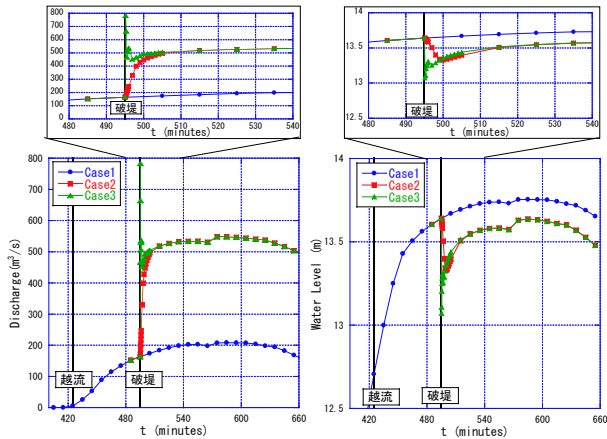 800
700
600
500
400
300
200
100
0
破堤
480 490 500 510 520 530 540
t (minutes)
14
13.5
13
12.5
破堤
480 490 500 510 520 530 540
t (minutes)
800
700
600
500
400
300
200
100
0
Discharge(m³/s)
Case1
Case2
Case3
越流
破堤
420 480 540 600 660
t (minutes)
14
13.5
13
12.5
Water Level (m)
Case1
Case2
Case3
越流
破堤
420 480 540 600 660
t (minutes)